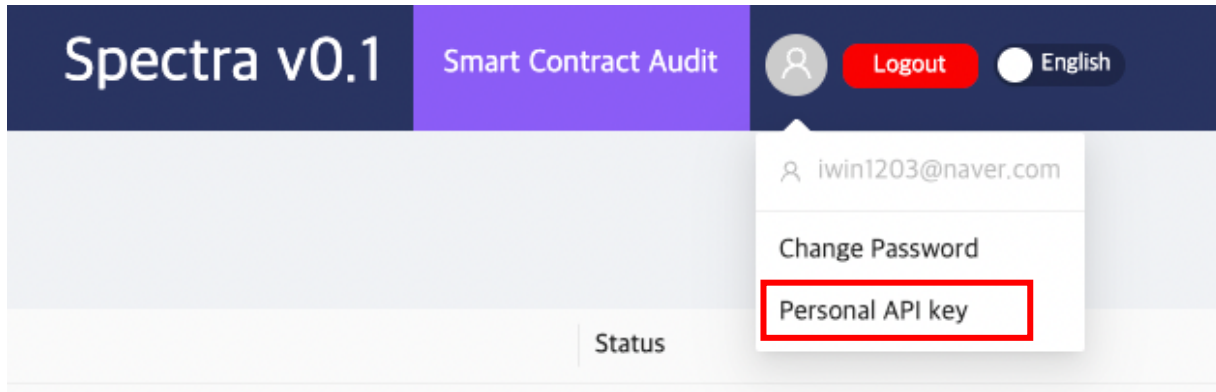 Spectra v0.1
Smart Contract Audit
Logout
English
iwin1203@naver.com
Change Password
Personal API key
Status